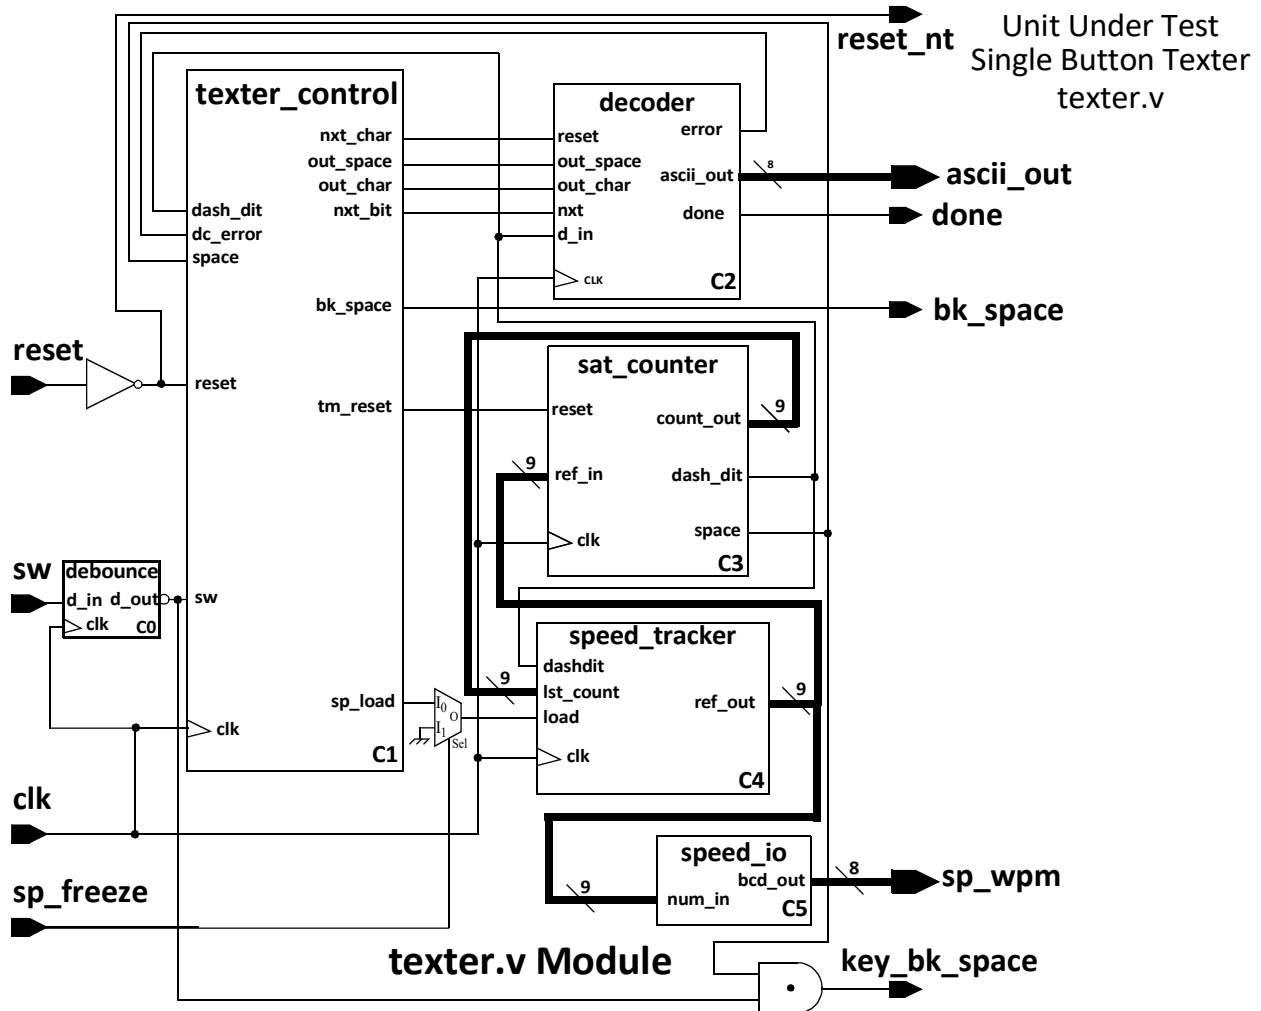 Unit Under Test
Single Button Texter
texter.v
reset_nt
texter_control
nxt_char
out_space
out_char
nxt_bit
dash_dit
dc_error
space
bk_space
reset
tm_reset
sw
sp_load
clk
C1
decoder
reset
out_space
out_char
nxt
d_in
CLK
error
ascii_out
done
C2
8
ascii_out
done
bk_space
reset
sat_counter
reset
ref_in
clk
count_out
dash_dit
space
C3
9
9
sw
debounce
d_in d_out
clk
C0
speed_tracker
dashdit
lst_count
load
clk
ref_out
C4
9
9
I0
I1
O
Sel
clk
sp_freeze
speed_io
bcd_out
num_in
C5
9
8
sp_wpm
texter.v Module
key_bk_space